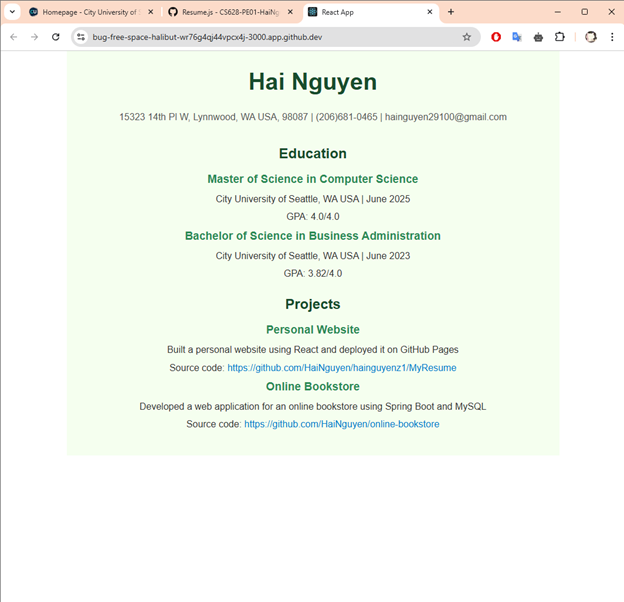 Homepage - City University of
Resume.js - CS628-PE01-HaiNg
React App
bug-free-space-halibut-wr76g4qj44vpcx4j-3000.app.github.dev
Hai Nguyen
15323 14th Pl W, Lynnwood, WA USA, 98087 | (206)681-0465 | hainguyen29100@gmail.com
Education
Master of Science in Computer Science
City University of Seattle, WA USA | June 2025
GPA: 4.0/4.0
Bachelor of Science in Business Administration
City University of Seattle, WA USA | June 2023
GPA: 3.82/4.0
Projects
Personal Website
Built a personal website using React and deployed it on GitHub Pages
Source code: https://github.com/HaiNguyen/hainguyenz1/MyResume
Online Bookstore
Developed a web application for an online bookstore using Spring Boot and MySQL
Source code: https://github.com/HaiNguyen/online-bookstore